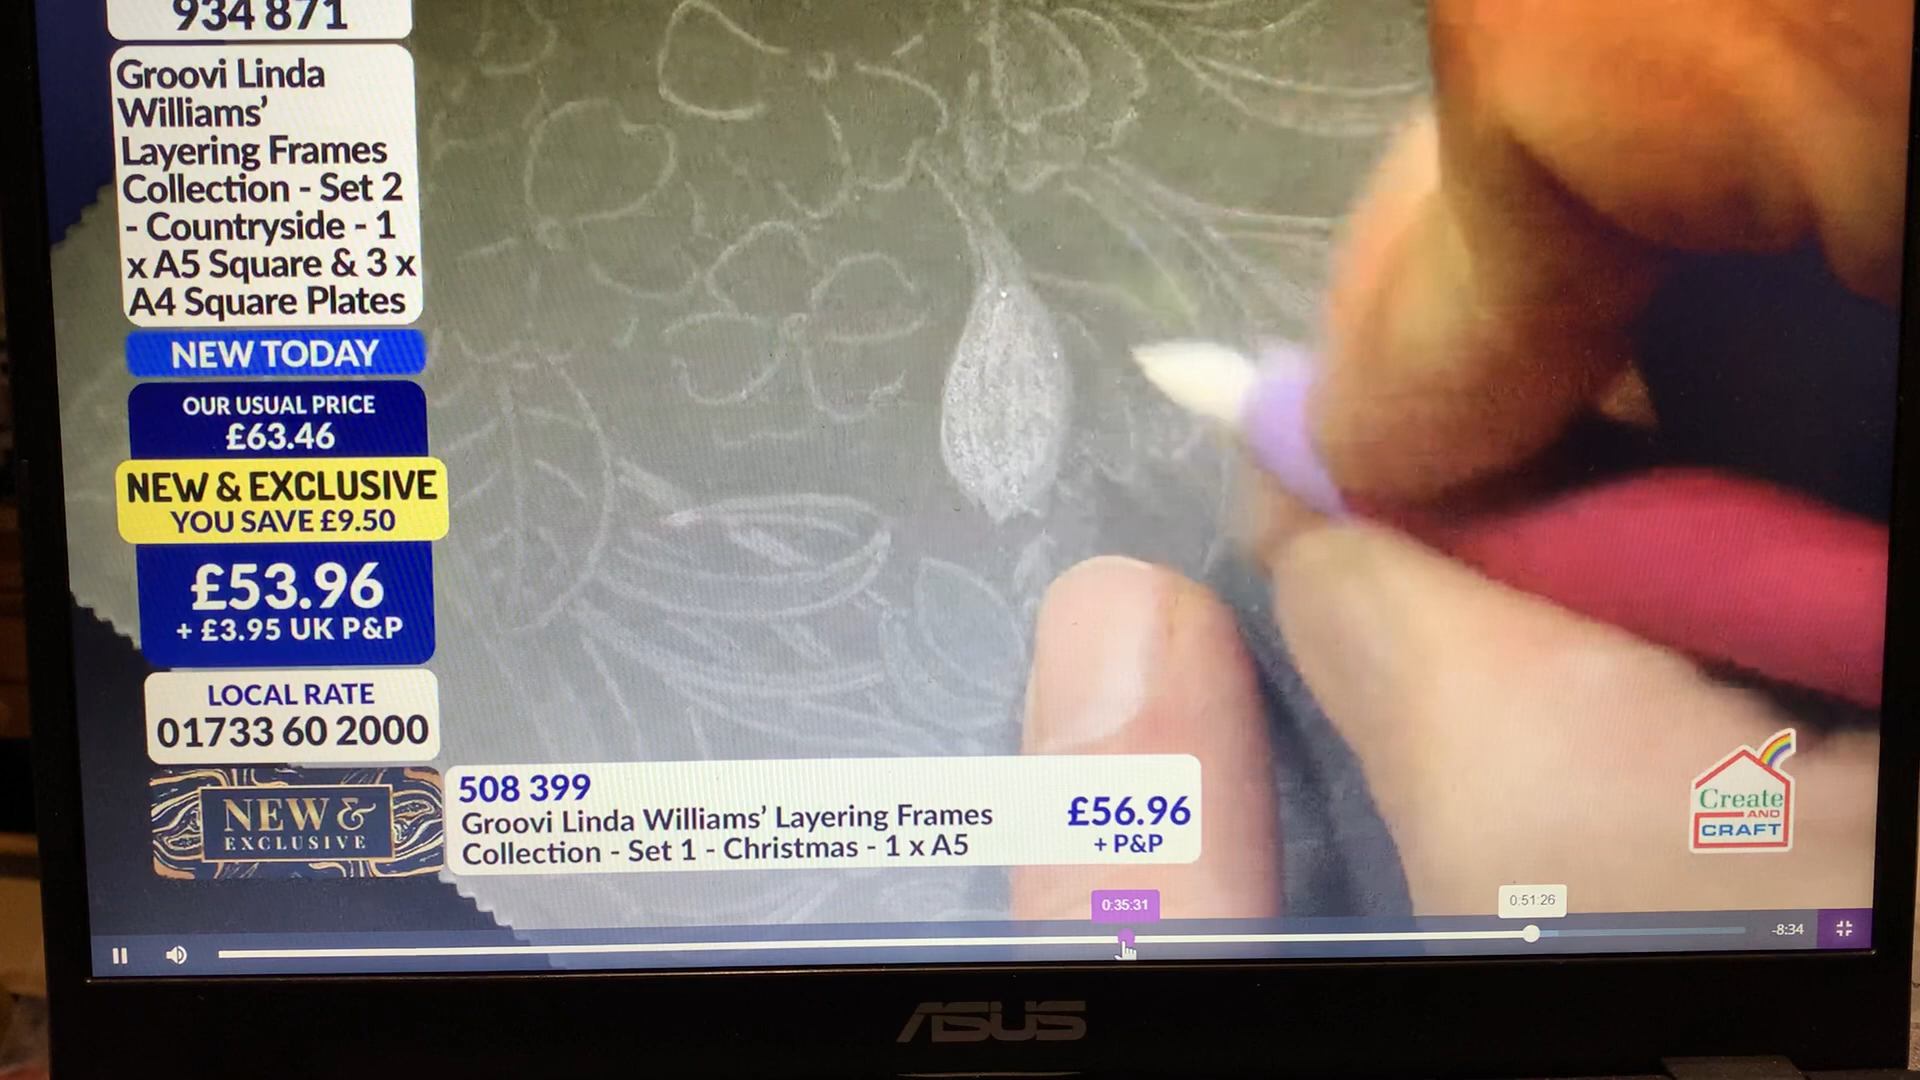 934 871
Groovi Linda
Williams’
Layering Frames
Collection - Set 2
- Countryside - 1
x A5 Square & 3 x
A4 Square Plates
NEW TODAY
OUR USUAL PRICE
£63.46
NEW & EXCLUSIVE
YOU SAVE £9.50
£53.96
+ £3.95 UK P&P
LOCAL RATE
01733 60 2000
NEW &
EXCLUSIVE
508 399
Groovi Linda Williams’ Layering Frames
Collection - Set 1 - Christmas - 1 x A5
£56.96
+ P&P
Create
AND
CRAFT
0:35:31
0:51:26
-8:34
ASUS